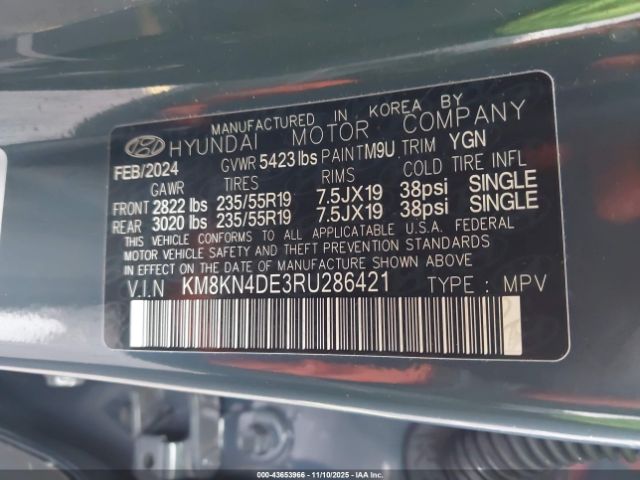 MANUFACTURED IN KOREA BY
HYUNDAI MOTOR COMPANY
FEB/2024 GVWR 5423 lbs PAINT M9U TRIM YGN
GAWR TIRES RIMS COLD TIRE INFL
FRONT 2822 lbs 235/55R19 7.5JX19 38psi SINGLE
REAR 3020 lbs 235/55R19 7.5JX19 38psi SINGLE
THIS VEHICLE CONFORMS TO ALL APPLICATABLE U.S.A. FEDERAL
MOTOR VEHICLE SAFETY AND THEFT PREVENTION STANDARDS
IN EFFECT ON THE DATE OF MANUFACTURE SHOWN ABOVE.
V.I.N KM8KN4DE3RU286421 TYPE : MPV
000-43653966 - 11/10/2025 - IAA Inc.